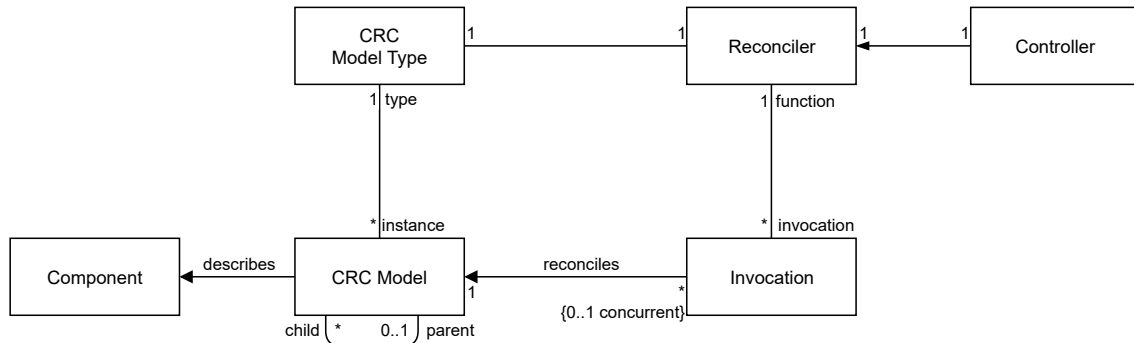 CRC
Model Type
1
1
Reconciler
1
1
Controller
1 type
1 function
* instance
* invocation
Component
describes
CRC Model
1
reconciles
*
{0..1 concurrent}
Invocation
child *
0..1 parent